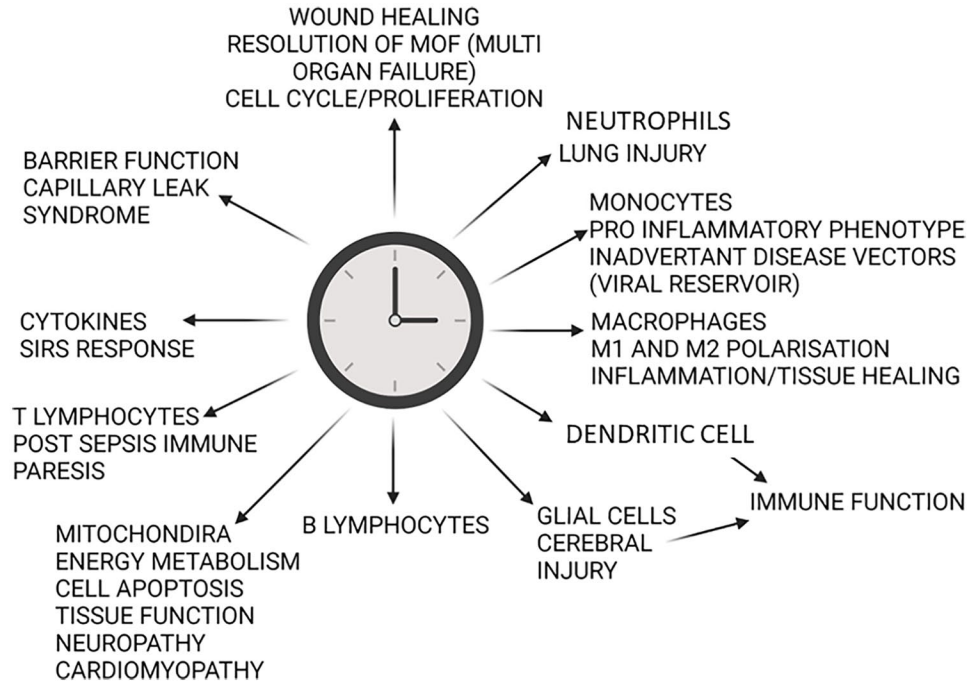 WOUND HEALING
RESOLUTION OF MOF (MULTI
ORGAN FAILURE)
CELL CYCLE/PROLIFERATION
NEUTROPHILS
LUNG INJURY
MONOCYTES
PRO INFLAMMATORY PHENOTYPE
INADVERTANT DISEASE VECTORS
(VIRAL RESERVOIR)
MACROPHAGES
M1 AND M2 POLARISATION
INFLAMMATION/TISSUE HEALING
DENDRITIC CELL
IMMUNE FUNCTION
GLIAL CELLS
CEREBRAL
INJURY
B LYMPHOCYTES
MITOCHONDIRA
ENERGY METABOLISM
CELL APOPTOSIS
TISSUE FUNCTION
NEUROPATHY
CARDIOMYOPATHY
T LYMPHOCYTES
POST SEPSIS IMMUNE
PARESIS
CYTOKINES
SIRS RESPONSE
BARRIER FUNCTION
CAPILLARY LEAK
SYNDROME